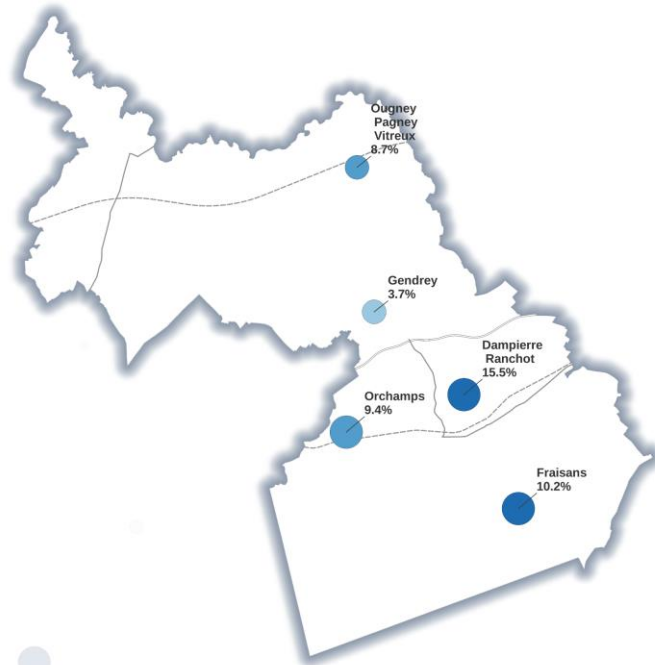 Ougney
Pagney
Vitreux
8.7%
Gendrey
3.7%
Dampierre
Ranchot
15.5%
Orchamps
9.4%
Fraisans
10.2%